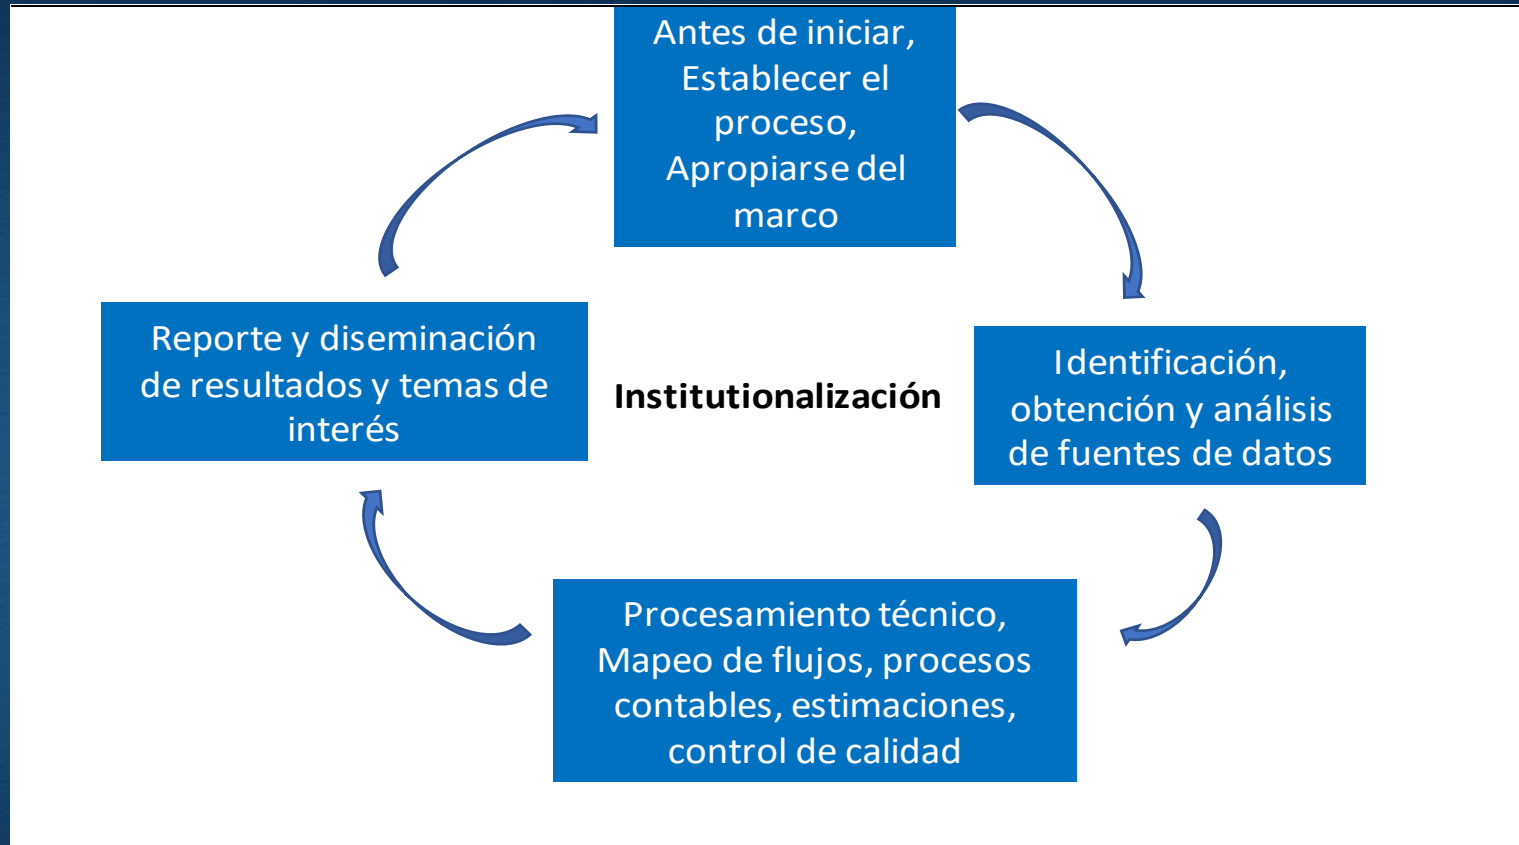 Antes de iniciar,
Establecer el
proceso,
Apropiarse del
marco
Reporte y diseminación
de resultados y temas de
interés
Institutionalización
Identificación,
obtención y análisis
de fuentes de datos
Procesamiento técnico,
Mapeo de flujos, procesos
contables, estimaciones,
control de calidad